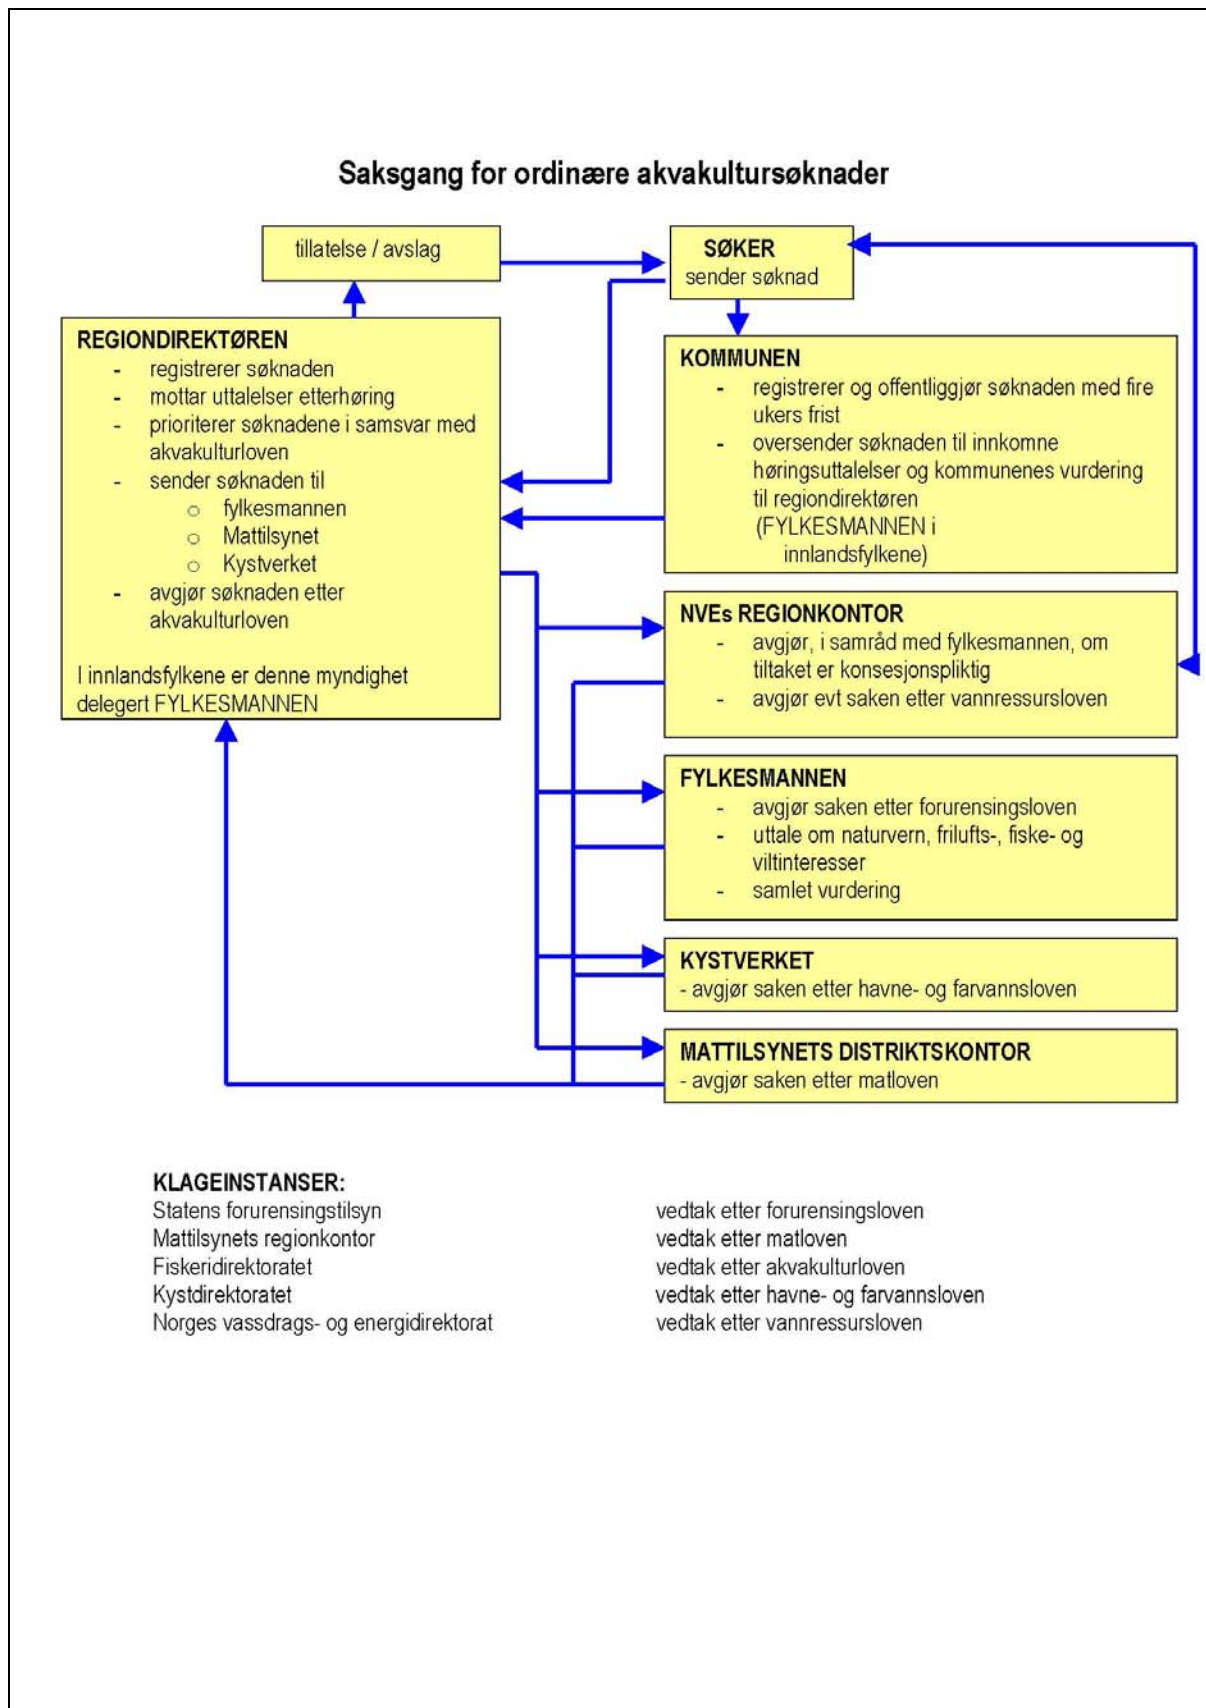 Saksgang for ordinære akvakultursøknader
tillatelse / avslag
SØKER
sender søknad
REGIONDIREKTØREN
- registrerer søknaden
- mottar uttalelser etterhøring
- prioriterer søknadene i samsvar med
akvakulturloven
- sender søknaden til
o fylkesmannen
o Mattilsynet
o Kystverket
- avgjør søknaden etter
akvakulturloven
I innlandsfylkene er denne myndighet
delegert FYLKESMANNEN
KOMMUNEN
- registrerer og offentliggjør søknaden med fire
ukers frist
- oversender søknaden til innkomne
høringsuttalelser og kommunenes vurdering
til regiondirektøren
(FYLKESMANNEN i
innlandsfylkene)
NVEs REGIONKONTOR
- avgjør, i samråd med fylkesmannen, om
tiltaket er konsesjonspliktig
- avgjør evt saken etter vannressursloven
FYLKESMANNEN
- avgjør saken etter forurensingsloven
- uttale om naturvern, frilufts-, fiske- og
viltinteresser
- samlet vurdering
KYSTVERKET
- avgjør saken etter havne- og farvannsloven
MATTILSYNETS DISTRIKTSKONTOR
- avgjør saken etter matloven
KLAGEINSTANSER:
Statens forurensingstilsyn vedtak etter forurensingsloven
Mattilsynets regionkontor vedtak etter matloven
Fiskeridirektoratet vedtak etter akvakulturloven
Kystdirektoratet vedtak etter havne- og farvannsloven
Norges vassdrags- og energidirektorat vedtak etter vannressursloven